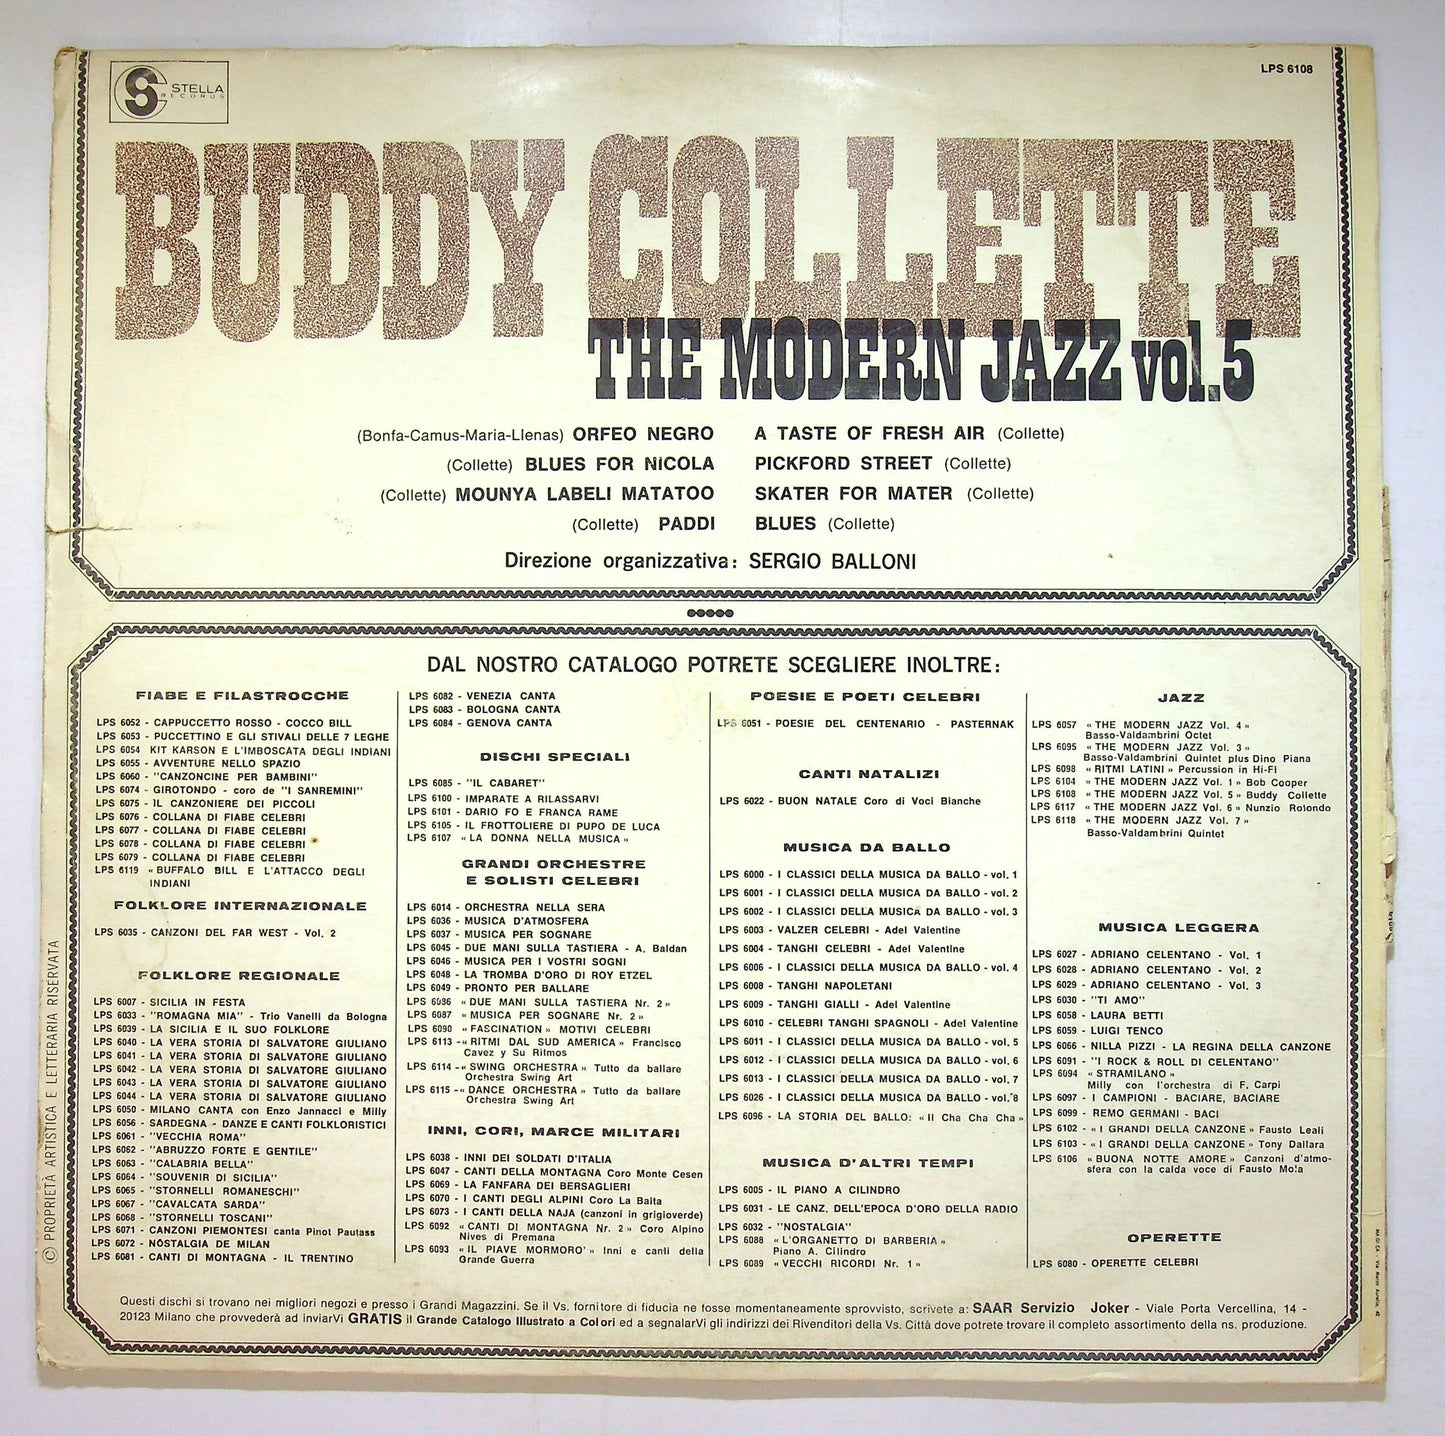 STELLA
RECORDS
LPS 6108
BUDDY COLLETTE
THE MODERN JAZZ vol.5
(Bonfa-Camus-Maria-Llenas) ORFEO NEGRO
(Collette) BLUES FOR NICOLA
(Collette) MOUNYA LABELI MATATOO
(Collette) PADDI
A TASTE OF FRESH AIR (Collette)
PICKFORD STREET (Collette)
SKATER FOR MATER (Collette)
BLUES (Collette)
Direzione organizzativa: SERGIO BALLONI
DAL NOSTRO CATALOGO POTRETE SCEGLIERE INOLTRE:
FIABE E FILASTROCCHE
LPS 6052 - CAPPUCCETTO ROSSO - COCCO BILL
LPS 6053 - PUCCETTINO E GLI STIVALI DELLE 7 LEGHE
LPS 6054 KIT KARSON E L'IMBOSCATA DEGLI INDIANI
LPS 6055 - AVVENTURE NELLO SPAZIO
LPS 6060 - "CANZONCINE PER BAMBINI"
LPS 6074 - GIROTONDO - coro de "I SANREMINI"
LPS 6075 - IL CANZONIERE DEI PICCOLI
LPS 6076 - COLLANA DI FIABE CELEBRI
LPS 6077 - COLLANA DI FIABE CELEBRI
LPS 6078 - COLLANA DI FIABE CELEBRI
LPS 6079 - COLLANA DI FIABE CELEBRI
LPS 6119 «BUFFALO BILL E L'ATTACCO DEGLI
INDIANI
FOLKLORE INTERNAZIONALE
LPS 6035 - CANZONI DEL FAR WEST - Vol. 2
FOLKLORE REGIONALE
LPS 6007 - SICILIA IN FESTA
LPS 6033 - "ROMAGNA MIA" - Trio Vanelli da Bologna
LPS 6039 - LA SICILIA E IL SUO FOLKLORE
LPS 6040 - LA VERA STORIA DI SALVATORE GIULIANO
LPS 6041 - LA VERA STORIA DI SALVATORE GIULIANO
LPS 6042 - LA VERA STORIA DI SALVATORE GIULIANO
LPS 6043 - LA VERA STORIA DI SALVATORE GIULIANO
LPS 6044 - LA VERA STORIA DI SALVATORE GIULIANO
LPS 6050 - MILANO CANTA con Enzo Jannacci e Milly
LPS 6056 - SARDEGNA - DANZE E CANTI FOLKLORISTICI
LPS 6061 - "VECCHIA ROMA"
LPS 6062 - "ABRUZZO FORTE E GENTILE"
LPS 6063 - "CALABRIA BELLA"
LPS 6064 - "SOUVENIR DI SICILIA"
LPS 6065 - "STORNELLI ROMANESCHI"
LPS 6067 - "CAVALCATA SARDA"
LPS 6068 - "STORNELLI TOSCANI"
LPS 6071 - CANZONI PIEMONTESI canta Pinot Pautass
LPS 6072 - NOSTALGIA DE MILAN
LPS 6081 - CANTI DI MONTAGNA - IL TRENTINO
LPS 6082 - VENEZIA CANTA
LPS 6083 - BOLOGNA CANTA
LPS 6084 - GENOVA CANTA
DISCHI SPECIALI
LPS 6085 - "IL CABARET"
LPS 6100 - IMPARATE A RILASSARVI
LPS 6101 - DARIO FO E FRANCA RAME
LPS 6105 - IL FROTTOLIERE DI PUPO DE LUCA
LPS 6107 «LA DONNA NELLA MUSICA»
GRANDI ORCHESTRE
E SOLISTI CELEBRI
LPS 6014 - ORCHESTRA NELLA SERA
LPS 6036 - MUSICA D'ATMOSFERA
LPS 6037 - MUSICA PER SOGNARE
LPS 6045 - DUE MANI SULLA TASTIERA - A. Baldan
LPS 6046 - MUSICA PER I VOSTRI SOGNI
LPS 6048 - LA TROMBA D'ORO DI ROY ETZEL
LPS 6049 - PRONTO PER BALLARE
LPS 6086 «DUE MANI SULLA TASTIERA Nr. 2»
LPS 6087 «MUSICA PER SOGNARE Nr. 2»
LPS 6090 «FASCINATION» MOTIVI CELEBRI
LPS 6113 - «RITMI DAL SUD AMERICA» Francisco
Cavez y Su Ritmos
LPS 6114 - «SWING ORCHESTRA» Tutto da ballare
Orchestra Swing Art
LPS 6115 - «DANCE ORCHESTRA» Tutto da ballare
Orchestra Swing Art
INNI, CORI, MARCE MILITARI
LPS 6038 - INNI DEI SOLDATI D'ITALIA
LPS 6047 - CANTI DELLA MONTAGNA Coro Monte Cesen
LPS 6069 - LA FANFARA DEI BERSAGLIERI
LPS 6070 - I CANTI DEGLI ALPINI Coro La Baita
LPS 6073 - I CANTI DELLA NAJA (canzoni in grigioverde)
LPS 6092 «CANTI DI MONTAGNA Nr. 2» Coro Alpino
Nives di Premana
LPS 6093 «IL PIAVE MORMORO'» Inni e canti della
Grande Guerra
POESIE E POETI CELEBRI
LPS 6051 - POESIE DEL CENTENARIO - PASTERNAK
CANTI NATALIZI
LPS 6022 - BUON NATALE Coro di Voci Bianche
MUSICA DA BALLO
LPS 6000 - I CLASSICI DELLA MUSICA DA BALLO - vol. 1
LPS 6001 - I CLASSICI DELLA MUSICA DA BALLO - vol. 2
LPS 6002 - I CLASSICI DELLA MUSICA DA BALLO - vol. 3
LPS 6003 - VALZER CELEBRI - Adel Valentine
LPS 6004 - TANGHI CELEBRI - Adel Valentine
LPS 6006 - I CLASSICI DELLA MUSICA DA BALLO - vol. 4
LPS 6008 - TANGHI NAPOLETANI
LPS 6009 - TANGHI GIALLI - Adel Valentine
LPS 6010 - CELEBRI TANGHI SPAGNOLI - Adel Valentine
LPS 6011 - I CLASSICI DELLA MUSICA DA BALLO - vol. 5
LPS 6012 - I CLASSICI DELLA MUSICA DA BALLO - vol. 6
LPS 6013 - I CLASSICI DELLA MUSICA DA BALLO - vol. 7
LPS 6026 - I CLASSICI DELLA MUSICA DA BALLO - vol. 8
LPS 6096 - LA STORIA DEL BALLO: «Il Cha Cha Cha»
MUSICA D'ALTRI TEMPI
LPS 6005 - IL PIANO A CILINDRO
LPS 6031 - LE CANZ. DELL'EPOCA D'ORO DELLA RADIO
LPS 6032 - "NOSTALGIA"
LPS 6088 «L'ORGANETTO DI BARBERIA»
Piano A. Cilindro
LPS 6089 «VECCHI RICORDI Nr. 1»
JAZZ
LPS 6057 «THE MODERN JAZZ Vol. 4»
Basso-Valdambrini Octet
LPS 6095 «THE MODERN JAZZ Vol. 3»
Basso-Valdambrini Quintet plus Dino Piana
LPS 6098 «RITMI LATINI» Percussion in Hi-Fi
LPS 6104 «THE MODERN JAZZ Vol. 1» Bob Cooper
LPS 6108 «THE MODERN JAZZ Vol. 5» Buddy Collette
LPS 6117 «THE MODERN JAZZ Vol. 6» Nunzio Rotondo
LPS 6118 «THE MODERN JAZZ Vol. 7»
Basso-Valdambrini Quintet
MUSICA LEGGERA
LPS 6027 - ADRIANO CELENTANO - Vol. 1
LPS 6028 - ADRIANO CELENTANO - Vol. 2
LPS 6029 - ADRIANO CELENTANO - Vol. 3
LPS 6030 - "TI AMO"
LPS 6058 - LAURA BETTI
LPS 6059 - LUIGI TENCO
LPS 6066 - NILLA PIZZI - LA REGINA DELLA CANZONE
LPS 6091 - "I ROCK & ROLL DI CELENTANO"
LPS 6094 «STRAMILANO»
Milly con l'orchestra di F. Carpi
LPS 6097 - I CAMPIONI - BACIARE, BACIARE
LPS 6099 - REMO GERMANI - BACI
LPS 6102 - «I GRANDI DELLA CANZONE» Fausto Leali
LPS 6103 - «I GRANDI DELLA CANZONE» Tony Dallara
LPS 6106 «BUONA NOTTE AMORE» Canzoni d'atmo-
sfera con la calda voce di Fausto Mola
OPERETTE
LPS 6080 - OPERETTE CELEBRI
Questi dischi si trovano nei migliori negozi e presso i Grandi Magazzini. Se il Vs. fornitore di fiducia ne fosse momentaneamente sprovvisto, scrivete a: SAAR Servizio Joker - Viale Porta Vercellina, 14 -
20123 Milano che provvederà ad inviarVi GRATIS il Grande Catalogo Illustrato a Colori ed a segnalarVi gli indirizzi dei Rivenditori della Vs. Città dove potrete trovare il completo assortimento della ns. produzione.
© PROPRIETÀ ARTISTICA E LETTERARIA RISERVATA